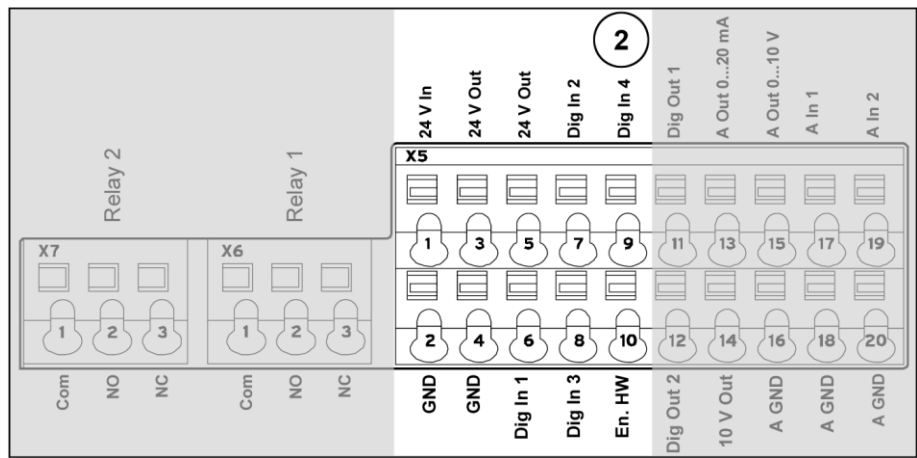 2
24 V In
24 V Out
24 V Out
Dig In 2
Dig In 4
Dig Out 1
A Out 0...20 mA
A Out 0...10 V
A In 1
A In 2
Relay 2
Relay 1
X5
1 3 5 7 9 11 13 15 17 19
X7
X6
1 2 3
1 2 3
2 4 6 8 10 12 14 16 18 20
Com
NO
NC
Com
NO
NC
GND
GND
Dig In 1
Dig In 3
En. HW
Dig Out 2
10 V Out
A GND
A GND
A GND